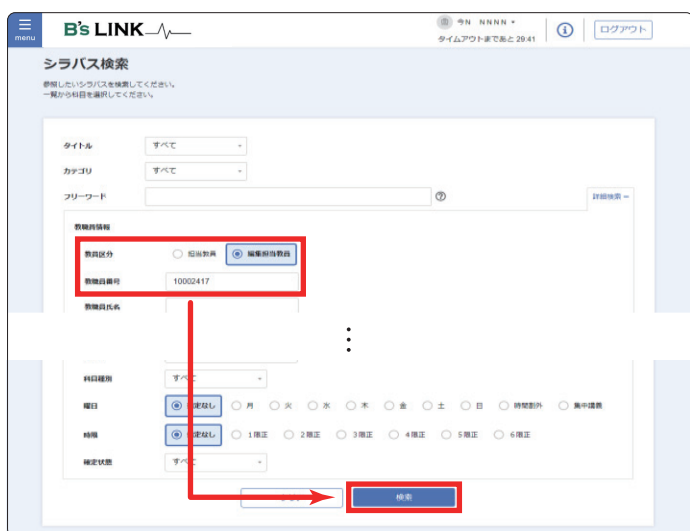 menu
B's LINK
今N NNNN
タイムアウトまであと 29:41
ログアウト
シラバス検索
参照したいシラバスを検索してください。
一覧から科目を選択してください。
タイトル すべて
カテゴリ すべて
フリーワード
詳細検索 −
教職員情報
教員区分 担当教員 編集担当教員
教職員番号 10002417
教職員氏名
科目種別 すべて
曜日 指定なし 月 火 水 木 金 土 日 時間割外 集中講義
時限 指定なし 1限正 2限正 3限正 4限正 5限正 6限正
確定状態 すべて
検索